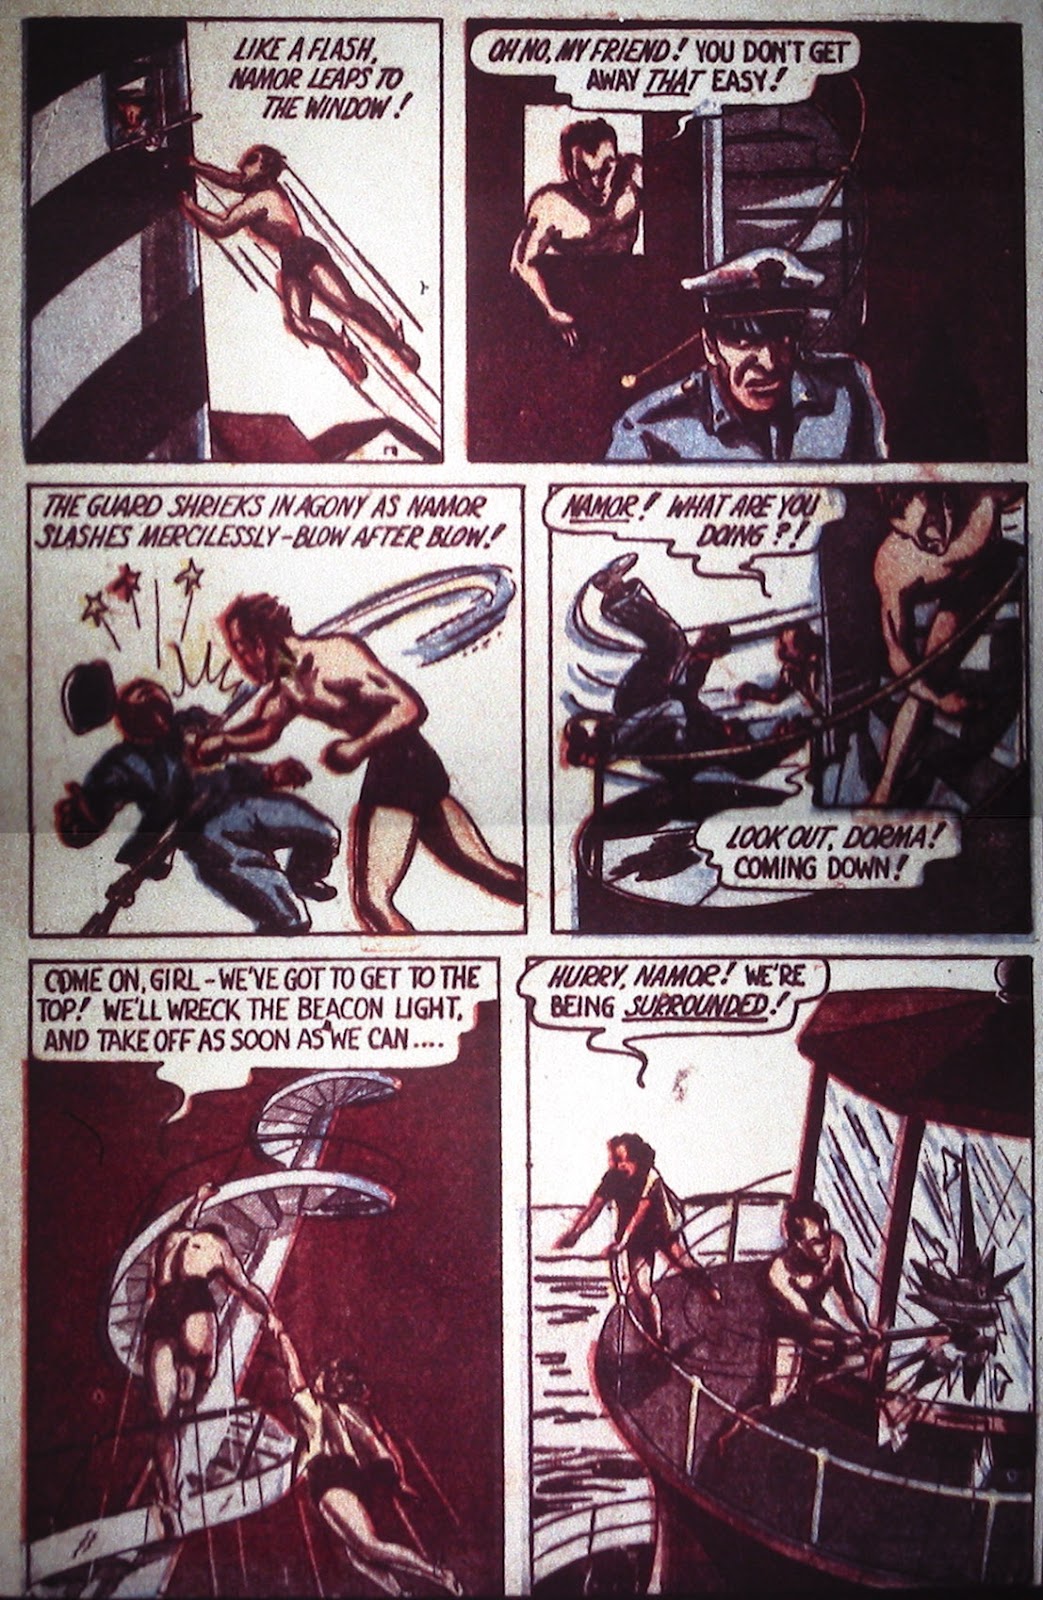 LIKE A FLASH,
NAMOR LEAPS TO
THE WINDOW!
OH NO, MY FRIEND! YOU DON'T GET
AWAY THAT EASY!
THE GUARD SHRIEKS IN AGONY AS NAMOR
SLASHES MERCILESSLY-BLOW AFTER BLOW!
NAMOR! WHAT ARE YOU
DOING?!
LOOK OUT, DORMA!
COMING DOWN!
COME ON, GIRL - WE'VE GOT TO GET TO THE
TOP! WE'LL WRECK THE BEACON LIGHT,
AND TAKE OFF AS SOON AS WE CAN....
HURRY, NAMOR! WE'RE
BEING SURROUNDED!